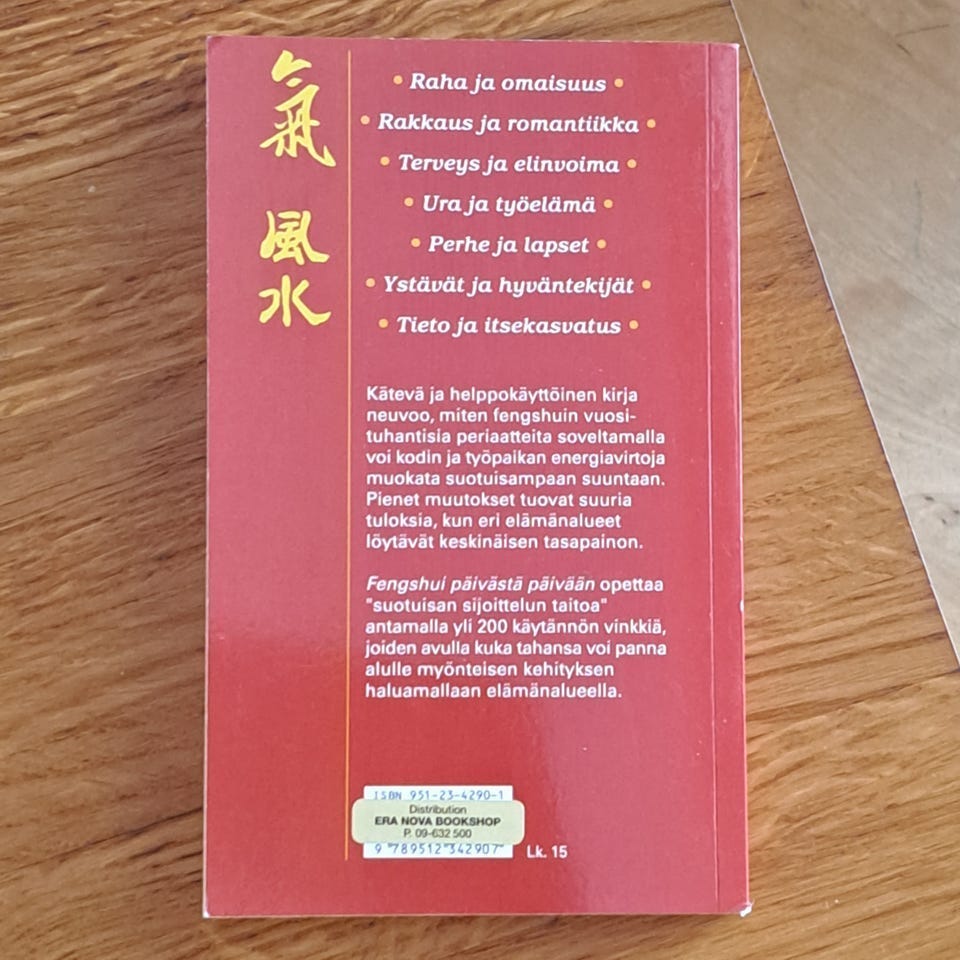 氣
風
水
• Raha ja omaisuus •
• Rakkaus ja romantiikka •
• Terveys ja elinvoima •
• Ura ja työelämä •
• Perhe ja lapset •
• Ystävät ja hyväntekijät •
• Tieto ja itsekasvatus •
Kätevä ja helppokäyttöinen kirja
neuvoo, miten fengshuin vuosi-
tuhantisia periaatteita soveltamalla
voi kodin ja työpaikan energiavirtoja
muokata suotuisampaan suuntaan.
Pienet muutokset tuovat suuria
tuloksia, kun eri elämänalueet
löytävät keskinäisen tasapainon.
Fengshui päivästä päivään opettaa
"suotuisan sijoittelun taitoa"
antamalla yli 200 käytännön vinkkiä,
joiden avulla kuka tahansa voi panna
alulle myönteisen kehityksen
haluamallaan elämänalueella.
ISBN 951-23-4290-1
Distribution
ERA NOVA BOOKSHOP
P. 09-632 500
9 789512 342907
Lk. 15